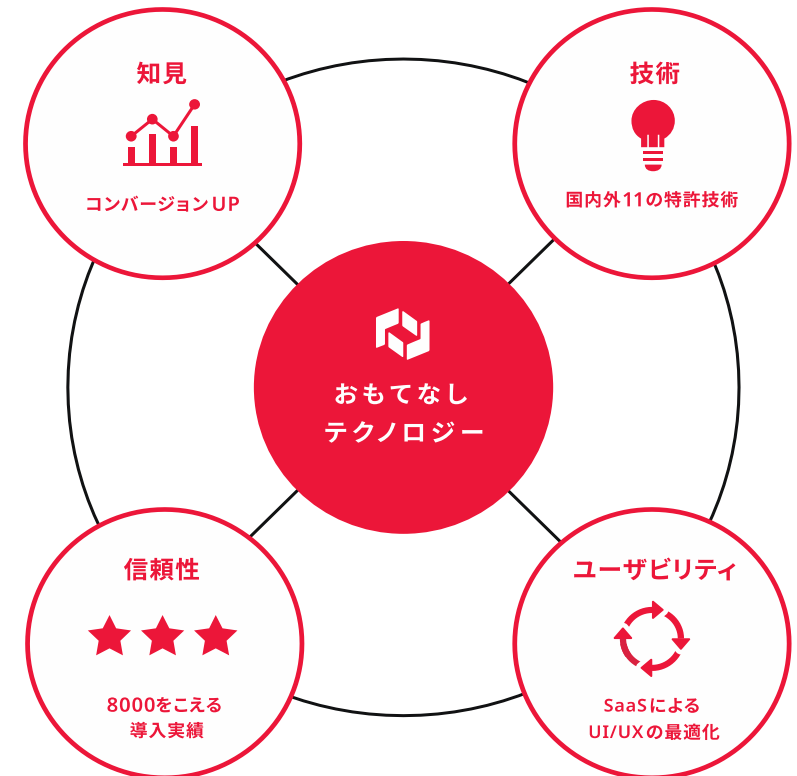 知見
コンバージョンUP
技術
国内外11の特許技術
おもてなし
テクノロジー
信頼性
8000をこえる
導入実績
ユーザビリティ
SaaSによる
UI/UXの最適化